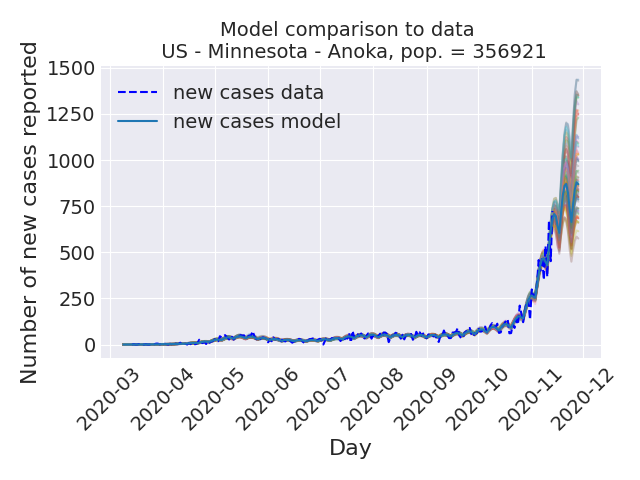 Model comparison to data
US - Minnesota - Anoka, pop. = 356921
Number of new cases reported
1500
1250
1000
750
500
250
0
new cases data
new cases model
2020-03
2020-04
2020-05
2020-06
2020-07
2020-08
2020-09
2020-10
2020-11
2020-12
Day